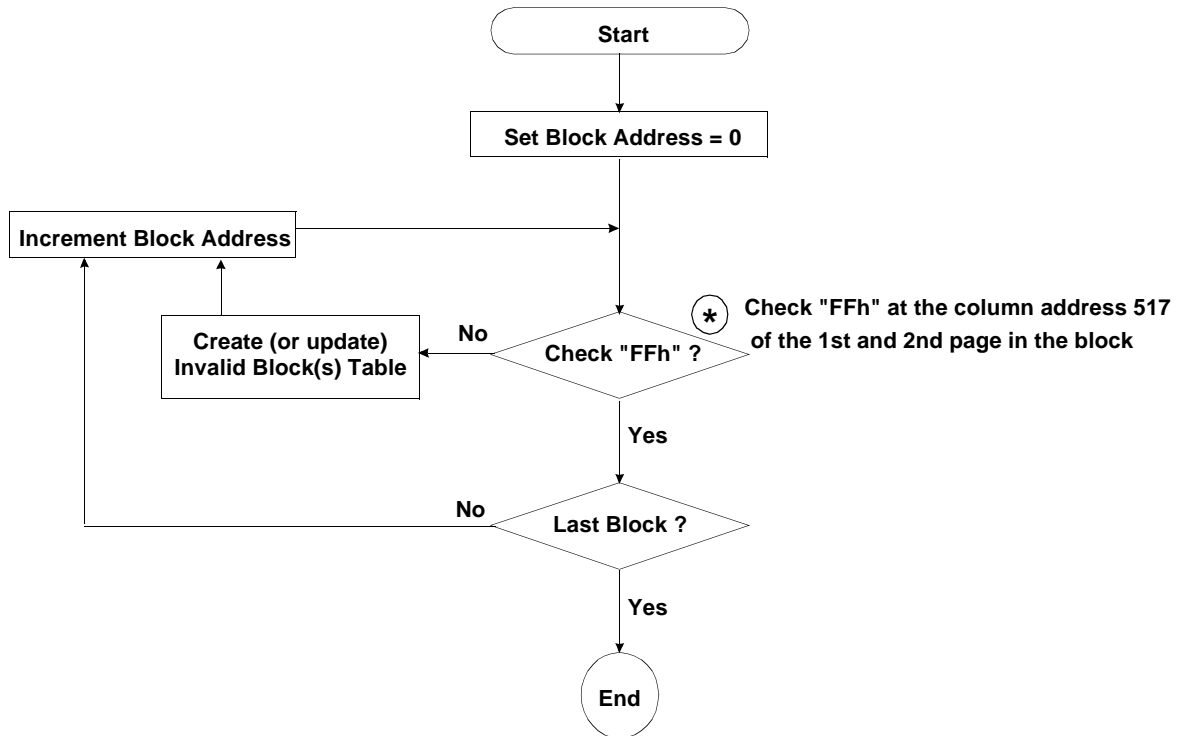 Start
Set Block Address = 0
Increment Block Address
* Check "FFh" at the column address 517
of the 1st and 2nd page in the block
No
Create (or update)
Invalid Block(s) Table
Check "FFh" ?
Yes
No
Last Block ?
Yes
End